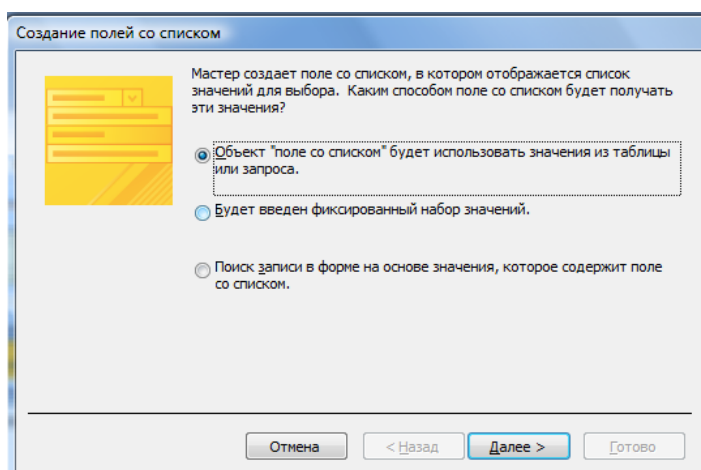 Создание полей со списком
Мастер создает поле со списком, в котором отображается список
значений для выбора. Каким способом поле со списком будет получать
эти значения?
Объект "поле со списком" будет использовать значения из таблицы
или запроса.
Будет введен фиксированный набор значений.
Поиск записи в форме на основе значения, которое содержит поле
со списком.
Отмена
< Назад
Далее >
Готово